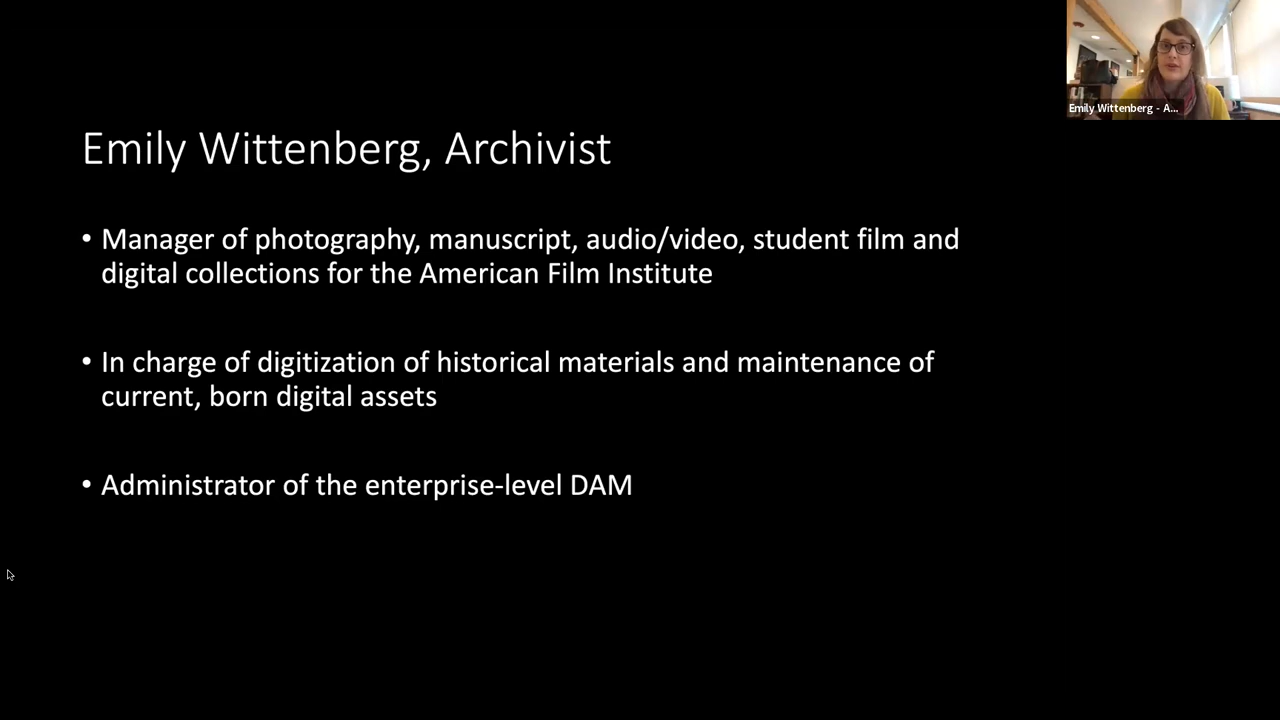 Emily Wittenberg - A...
Emily Wittenberg, Archivist
• Manager of photography, manuscript, audio/video, student film and
digital collections for the American Film Institute
• In charge of digitization of historical materials and maintenance of
current, born digital assets
• Administrator of the enterprise-level DAM